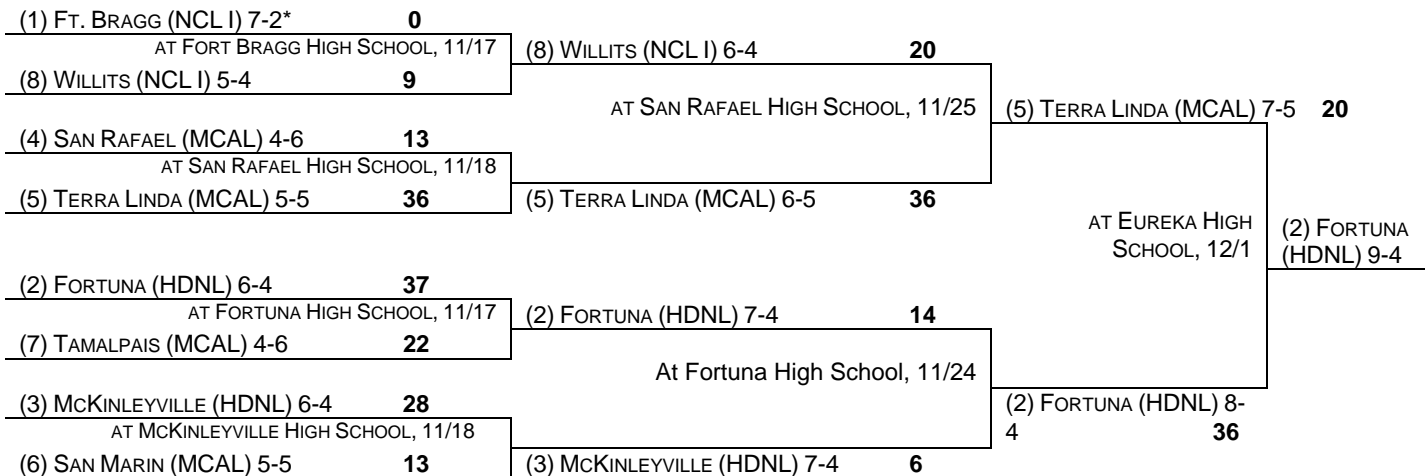 (1) FT. BRAGG (NCL I) 7-2* 0
AT FORT BRAGG HIGH SCHOOL, 11/17
(8) WILLITS (NCL I) 5-4 9
(8) WILLITS (NCL I) 6-4 20
AT SAN RAFAEL HIGH SCHOOL, 11/25
(4) SAN RAFAEL (MCAL) 4-6 13
AT SAN RAFAEL HIGH SCHOOL, 11/18
(5) TERRA LINDA (MCAL) 5-5 36
(5) TERRA LINDA (MCAL) 6-5 36
(5) TERRA LINDA (MCAL) 7-5 20
AT EUREKA HIGH
SCHOOL, 12/1
(2) FORTUNA
(HDNL) 9-4
(2) FORTUNA (HDNL) 6-4 37
AT FORTUNA HIGH SCHOOL, 11/17
(7) TAMALPAIS (MCAL) 4-6 22
(2) FORTUNA (HDNL) 7-4 14
At Fortuna High School, 11/24
(3) MCKINLEYVILLE (HDNL) 6-4 28
AT MCKINLEYVILLE HIGH SCHOOL, 11/18
(6) SAN MARIN (MCAL) 5-5 13
(3) MCKINLEYVILLE (HDNL) 7-4 6
(2) FORTUNA (HDNL) 8-
4 36